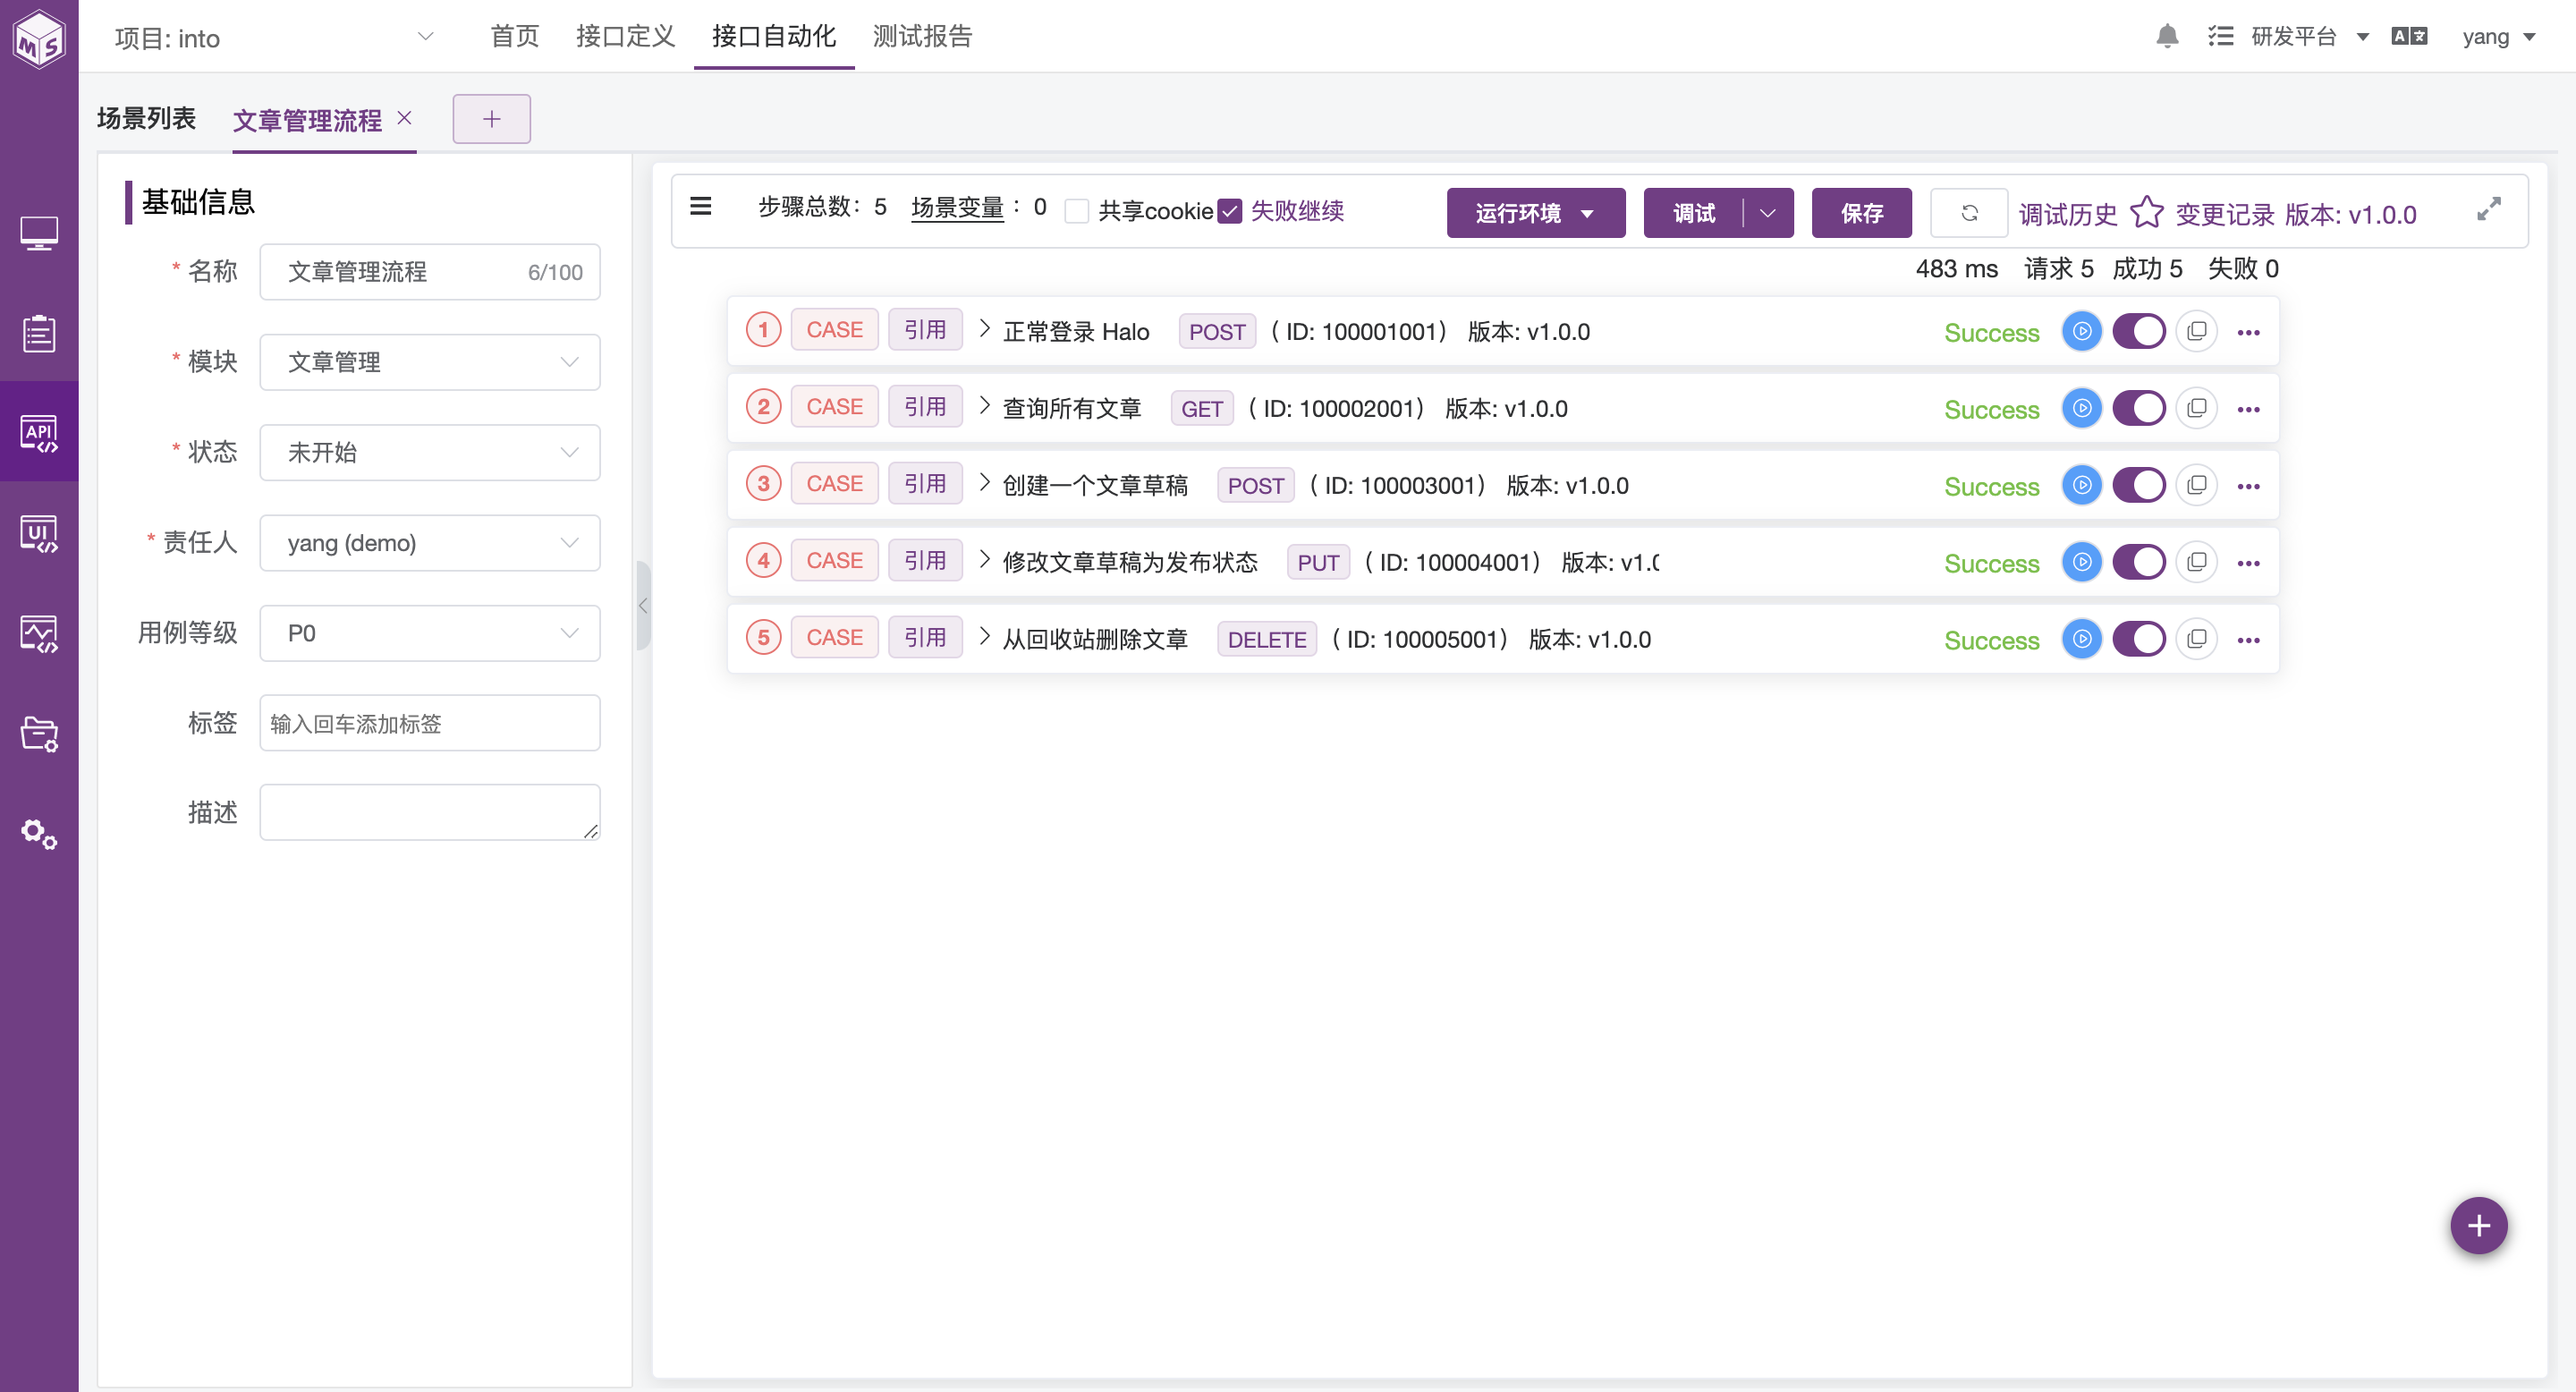 MS
项目: into
首页 接口定义 接口自动化 测试报告
研发平台
A 文
yang
场景列表 文章管理流程
API
UI
基础信息
* 名称 文章管理流程 6/100
* 模块 文章管理
* 状态 未开始
* 责任人 yang (demo)
用例等级 P0
标签 输入回车添加标签
描述
步骤总数: 5 场景变量 : 0 共享cookie 失败继续 运行环境 调试 保存 调试历史 变更记录 版本: v1.0.0
483 ms 请求 5 成功 5 失败 0
1 CASE 引用 正常登录 Halo POST ( ID: 100001001) 版本: v1.0.0 Success
2 CASE 引用 查询所有文章 GET ( ID: 100002001) 版本: v1.0.0 Success
3 CASE 引用 创建一个文章草稿 POST ( ID: 100003001) 版本: v1.0.0 Success
4 CASE 引用 修改文章草稿为发布状态 PUT ( ID: 100004001) 版本: v1. Success
5 CASE 引用 从回收站删除文章 DELETE ( ID: 100005001) 版本: v1.0.0 Success